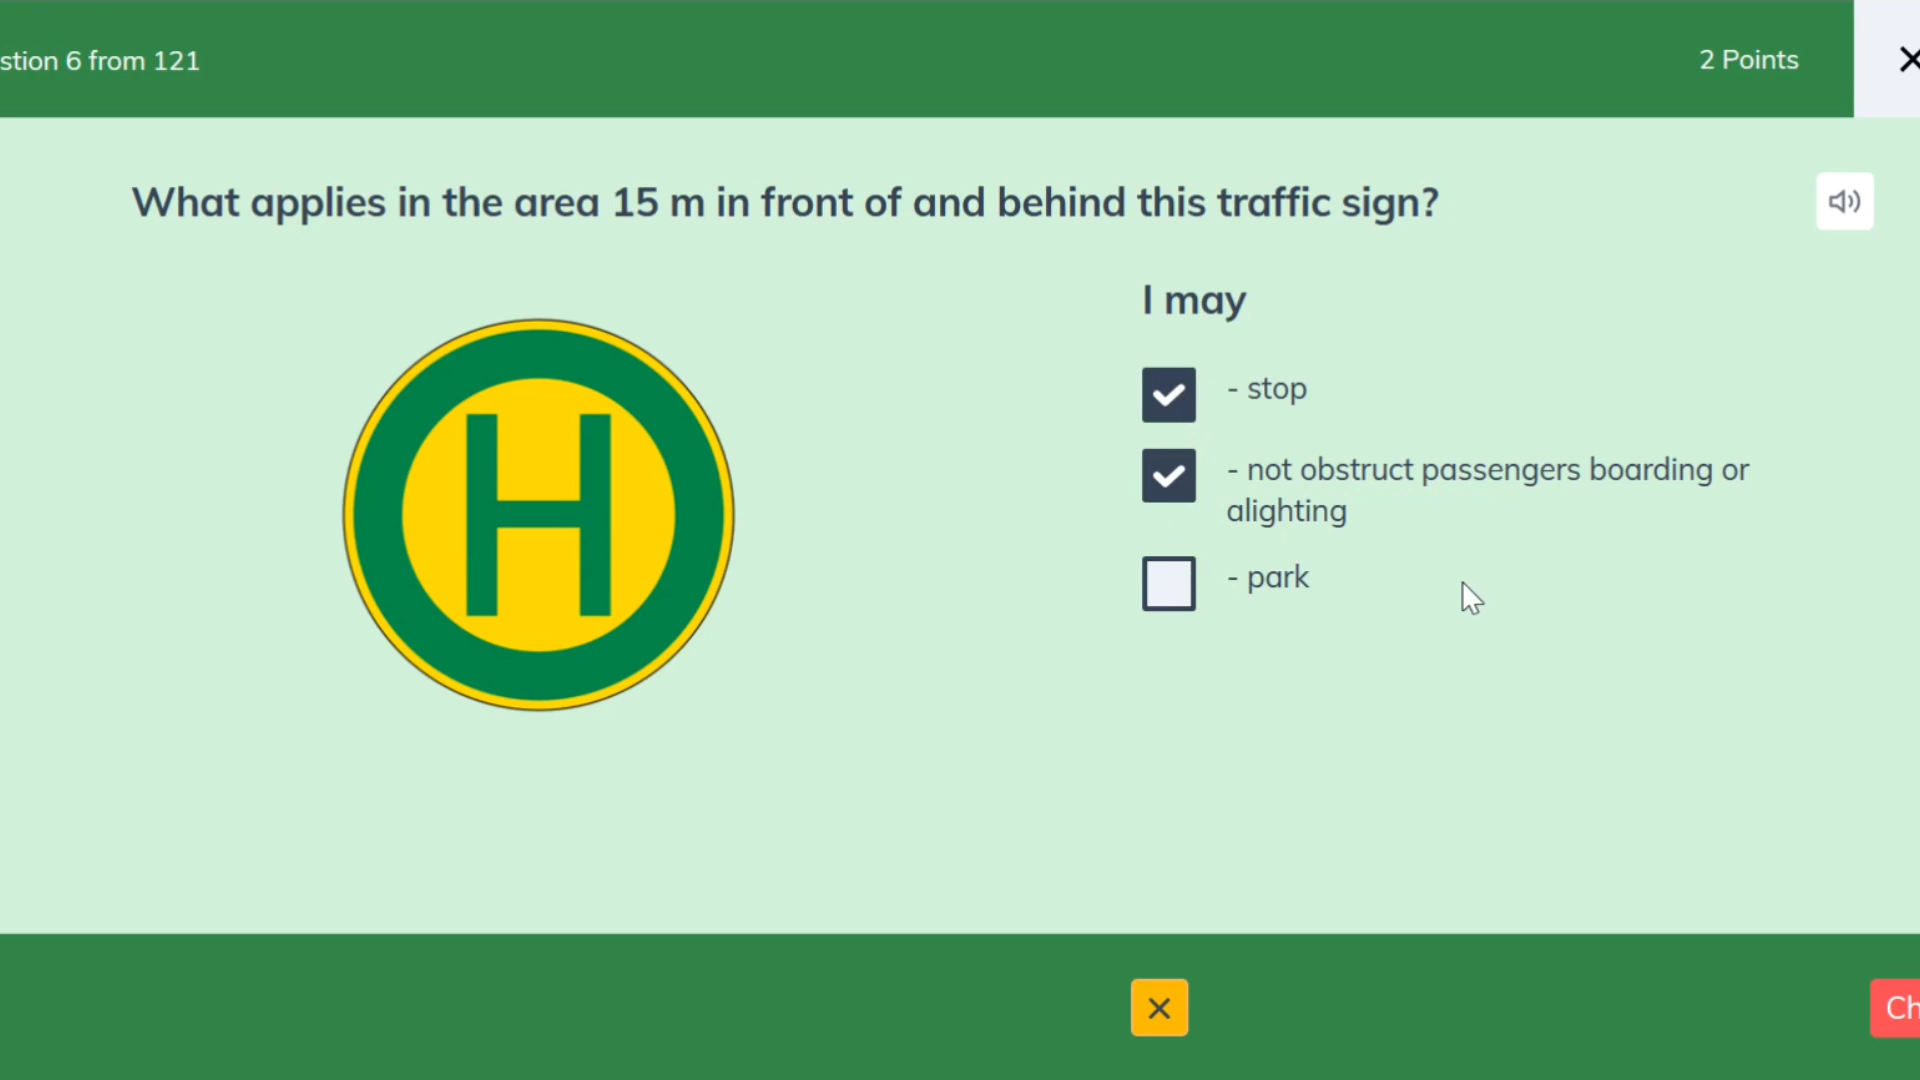 stion 6 from 121
2 Points
What applies in the area 15 m in front of and behind this traffic sign?
I may
H
- stop
- not obstruct passengers boarding or
alighting
- park
Ch